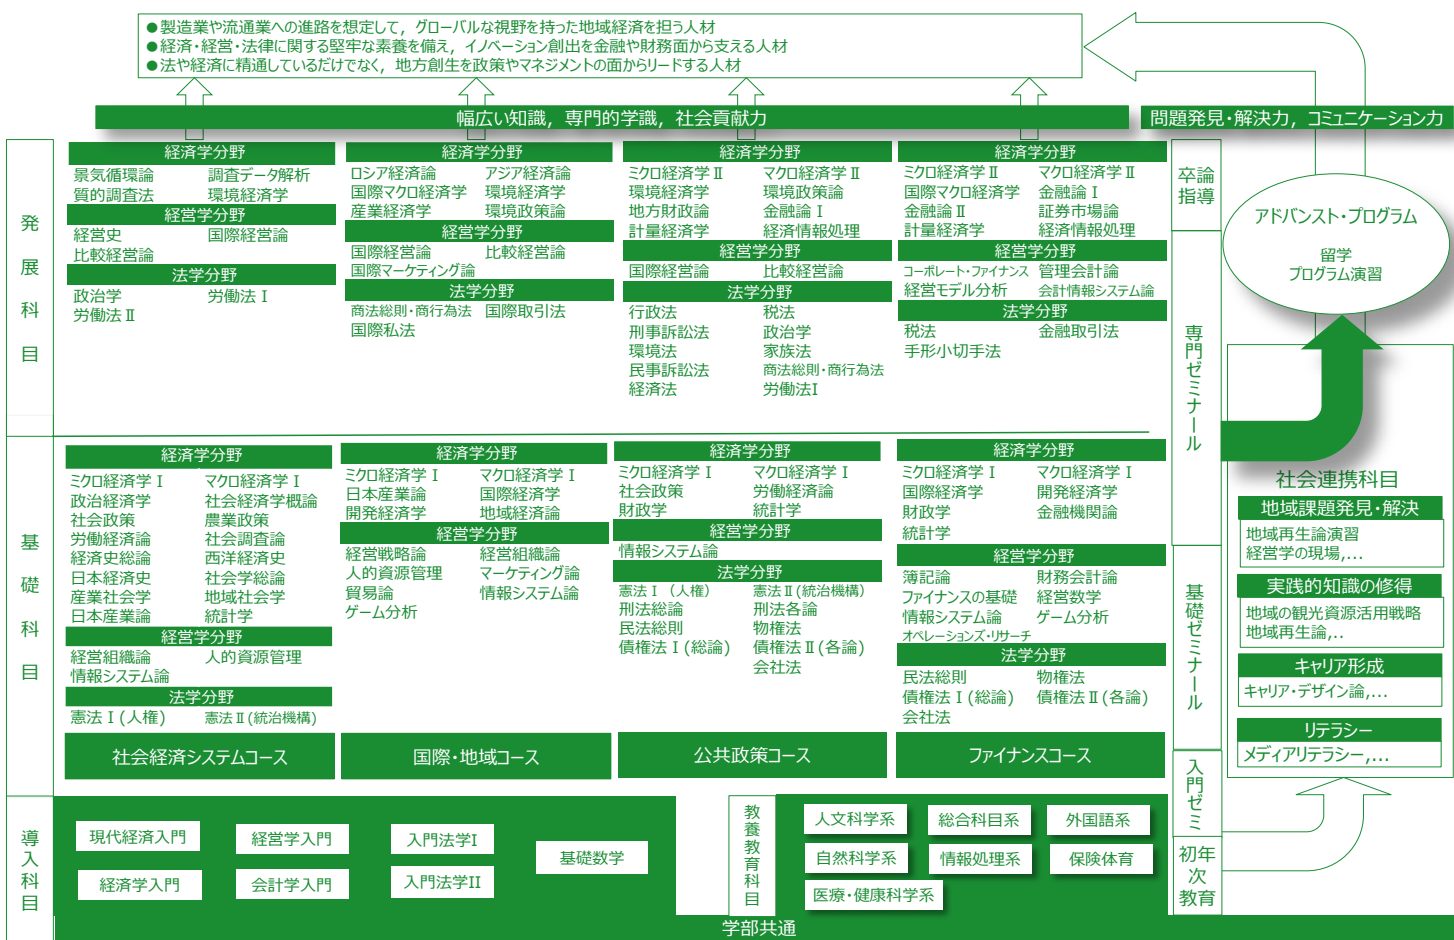 ●製造業や流通業への進路を想定して，グローバルな視野を持った地域経済を担う人材
●経済・経営・法律に関する堅牢な素養を備え，イノベーション創出を金融や財務面から支える人材
●法や経済に精通しているだけでなく，地方創生を政策やマネジメントの面からリードする人材
幅広い知識，専門的学識，社会貢献力
問題発見・解決力，コミュニケーション力
発展科目
経済学分野
景気循環論 調査データ解析
質的調査法 環境経済学
経営学分野
経営史 国際経営論
比較経営論
法学分野
政治学 労働法Ⅰ
労働法Ⅱ
経済学分野
ロシア経済論 アジア経済論
国際マクロ経済学 環境経済学
産業経済学 環境政策論
経営学分野
国際経営論 比較経営論
国際マーケティング論
法学分野
商法総則・商行為法 国際取引法
国際私法
経済学分野
ミクロ経済学Ⅱ マクロ経済学Ⅱ
環境経済学 環境政策論
地方財政論 金融論Ⅰ
計量経済学 経済情報処理
経営学分野
国際経営論 比較経営論
法学分野
行政法 税法
刑事訴訟法 政治学
環境法 家族法
民事訴訟法 商法総則・商行為法
経済法 労働法I
経済学分野
ミクロ経済学Ⅱ マクロ経済学Ⅱ
国際マクロ経済学 金融論Ⅰ
金融論Ⅱ 証券市場論
計量経済学 経済情報処理
経営学分野
コーポレート・ファイナンス 管理会計論
経営モデル分析 会計情報システム論
法学分野
税法 金融取引法
手形小切手法
基礎科目
経済学分野
ミクロ経済学Ⅰ マクロ経済学Ⅰ
政治経済学 社会経済学概論
社会政策 農業政策
労働経済論 社会調査論
経済史総論 西洋経済史
日本経済史 社会学総論
産業社会学 地域社会学
日本産業論 統計学
経営学分野
経営組織論 人的資源管理
情報システム論
法学分野
憲法Ⅰ(人権) 憲法Ⅱ(統治機構)
社会経済システムコース
経済学分野
ミクロ経済学Ⅰ マクロ経済学Ⅰ
日本産業論 国際経済学
開発経済学 地域経済論
経営学分野
経営戦略論 経営組織論
人的資源管理 マーケティング論
貿易論 情報システム論
ゲーム分析
国際・地域コース
経済学分野
ミクロ経済学Ⅰ マクロ経済学Ⅰ
社会政策 労働経済論
財政学 統計学
経営学分野
情報システム論
法学分野
憲法Ⅰ（人権） 憲法Ⅱ(統治機構)
刑法総論 刑法各論
民法総則 物権法
債権法Ⅰ(総論) 債権法Ⅱ(各論)
会社法
公共政策コース
経済学分野
ミクロ経済学Ⅰ マクロ経済学Ⅰ
国際経済学 開発経済学
財政学 金融機関論
統計学
経営学分野
簿記論 財務会計論
ファイナンスの基礎 経営数学
情報システム論 ゲーム分析
オペレーションズ・リサーチ
法学分野
民法総則 物権法
債権法Ⅰ(総論) 債権法Ⅱ(各論)
会社法
ファイナンスコース
卒論
指導
専門ゼミナール
基礎ゼミナール
入門ゼミ
初年
次
教育
アドバンスト・プログラム
留学
プログラム演習
社会連携科目
地域課題発見・解決
地域再生論演習
経営学の現場,…
実践的知識の修得
地域の観光資源活用戦略
地域再生論,..
キャリア形成
キャリア・デザイン論,…
リテラシー
メディアリテラシー,…
導入科目
現代経済入門 経営学入門 入門法学I
基礎数学
経済学入門 会計学入門 入門法学II
教養教育科目
人文科学系 総合科目系 外国語系
自然科学系 情報処理系 保険体育
医療・健康科学系
学部共通